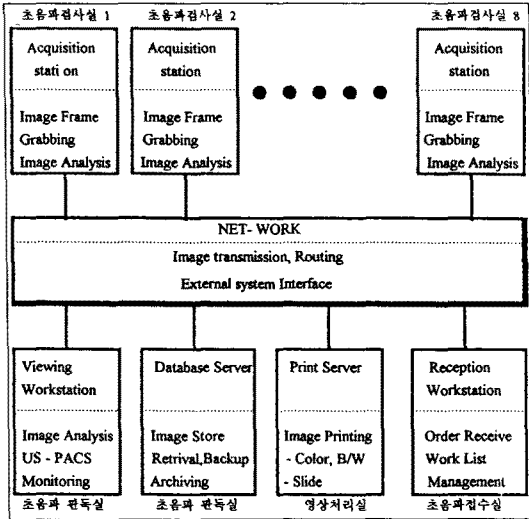 초음파검사실 1
초음파검사실 2
초음파검사실 8
Acquisition
stati on
Image Frame
Grabbing
Image Analysis
Acquisition
station
Image Frame
Grabbing
Image Analysis
Acquisition
station
Image Frame
Grabbing
Image Analysis
NET- WORK
Image transmission, Routing
External system Interface
Viewing
Workstation
Image Analysis
US - PACS
Monitoring
초음파 판독실
Database Server
Image Store
Retrival,Backup
Archiving
초음파 판독실
Print Server
Image Printing
- Color, B/W
- Slide
영상처리실
Reception
Workstation
Order Receive
Work List
Management
초음파접수실